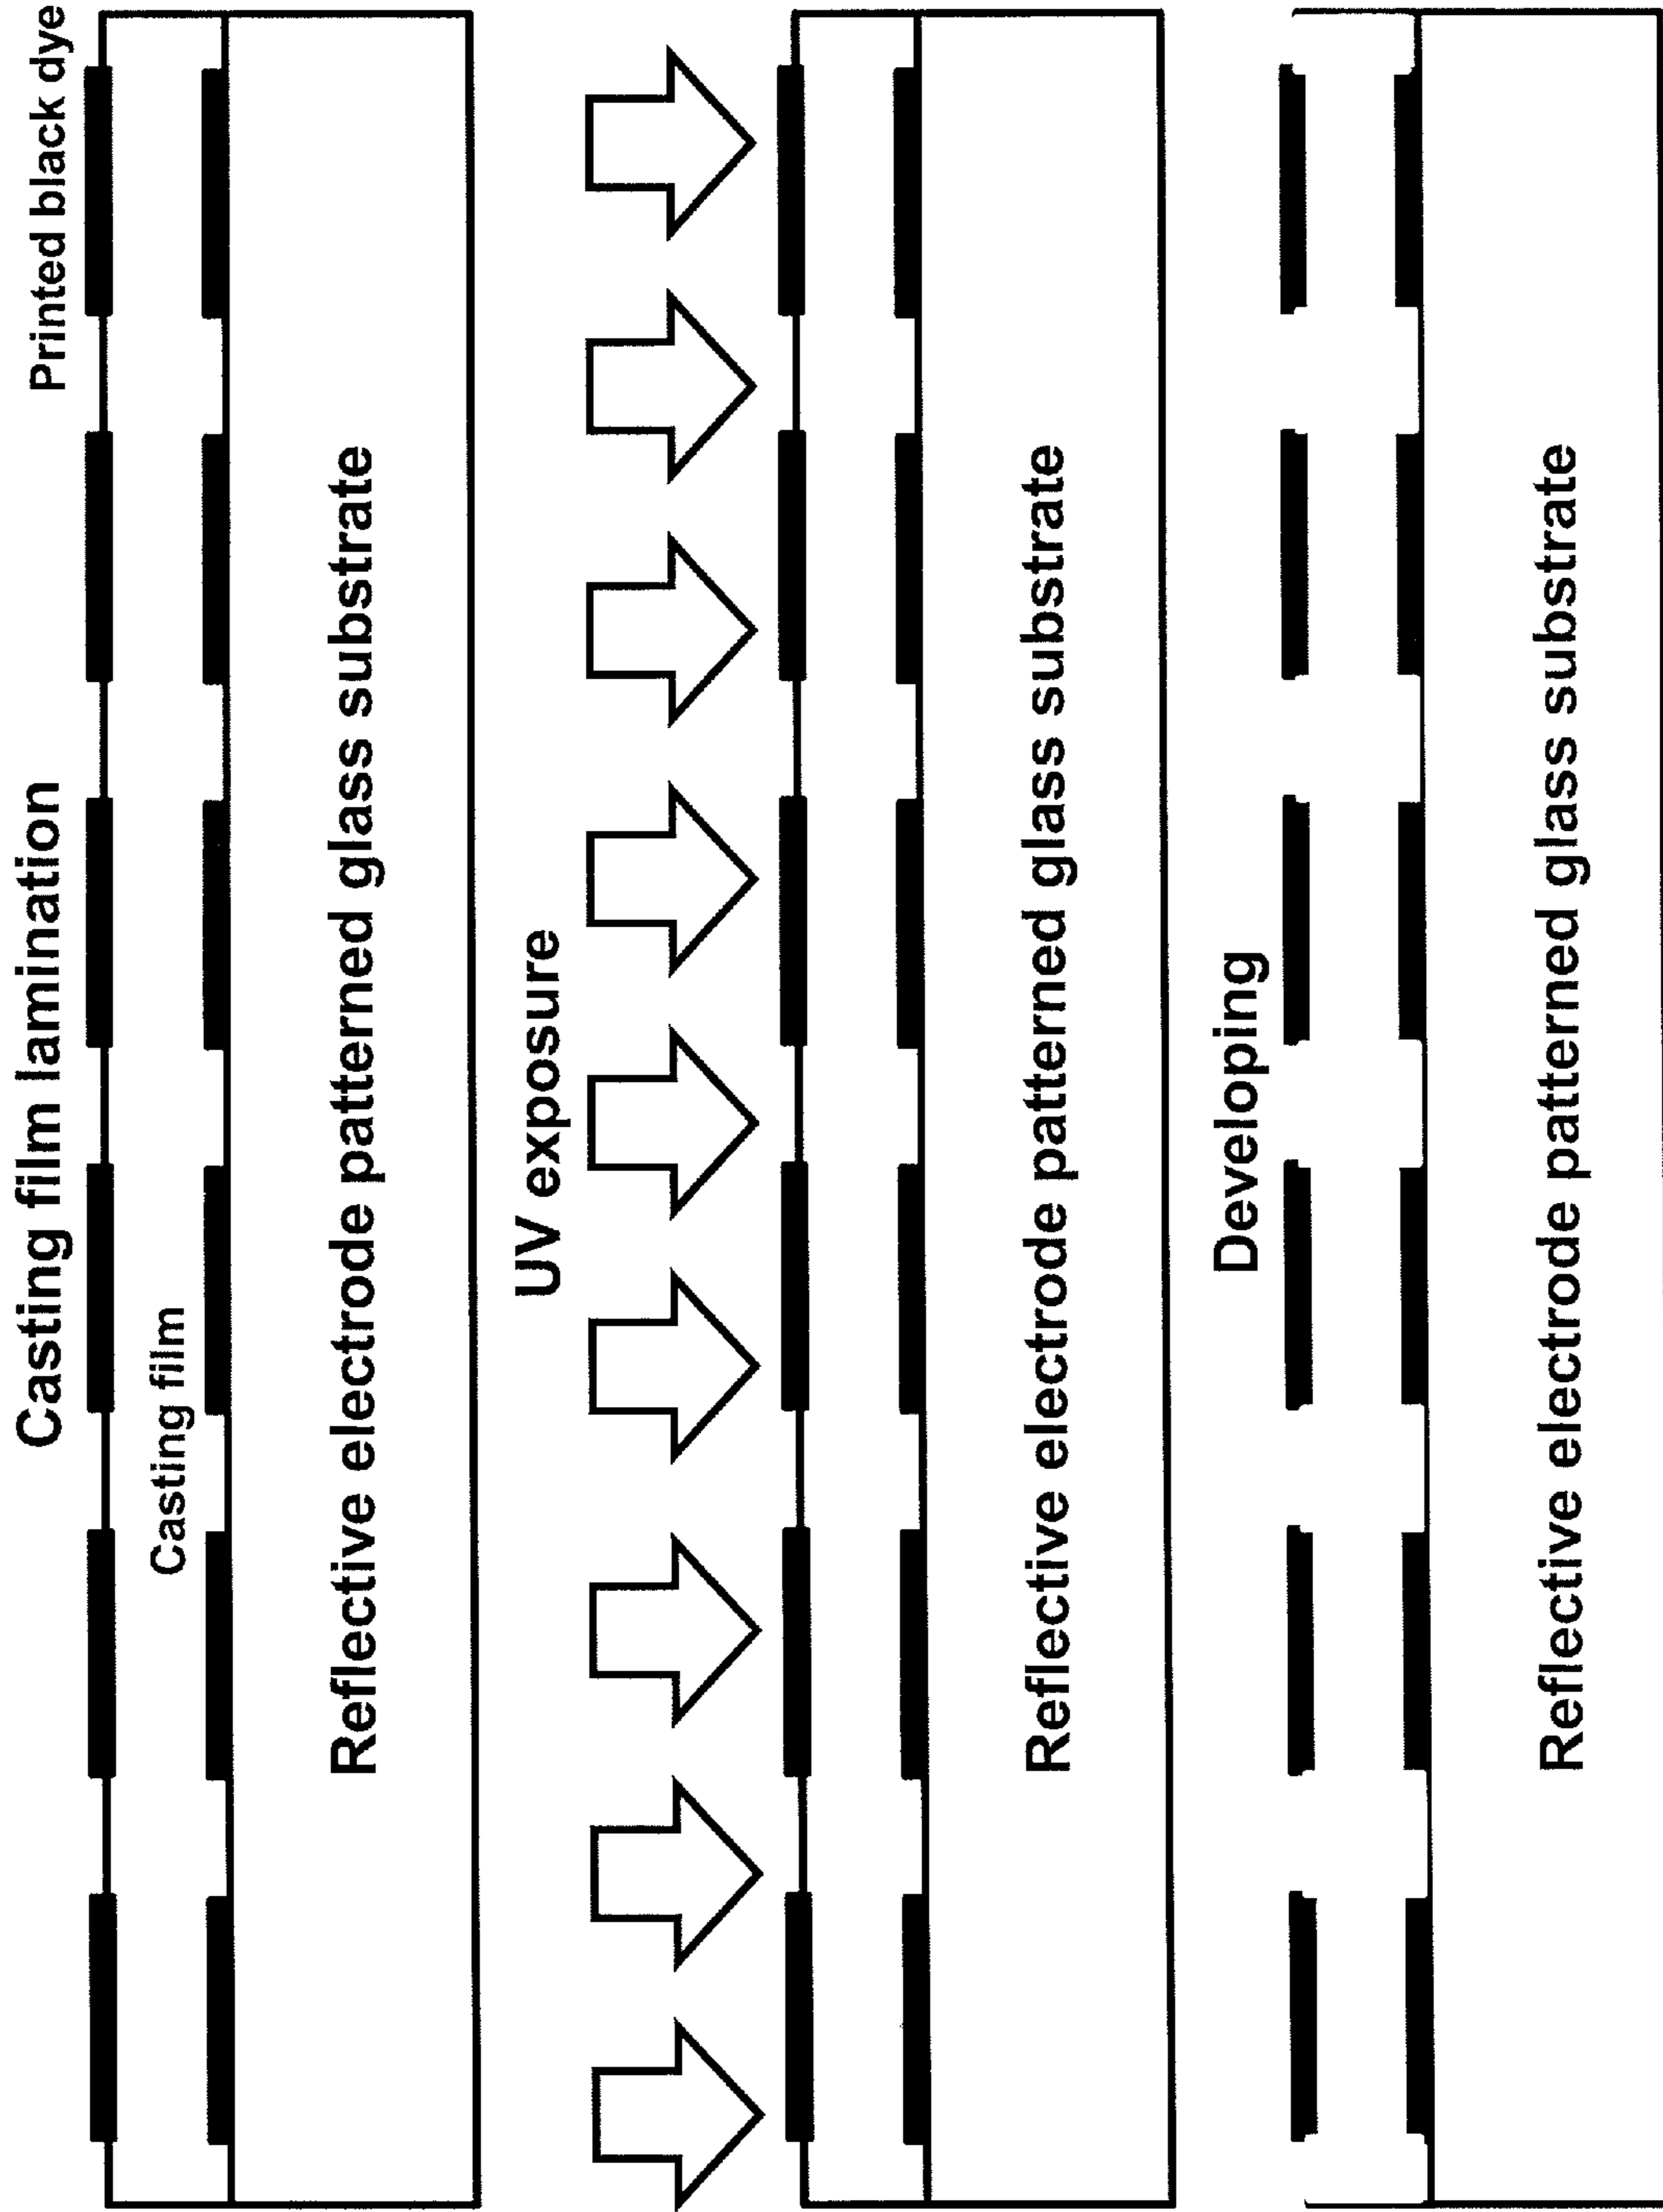 Casting film lamination
Printed black dye
Casting film
Reflective electrode patterned glass substrate
UV exposure
Reflective electrode patterned glass substrate
Developing
Reflective electrode patterned glass substrate